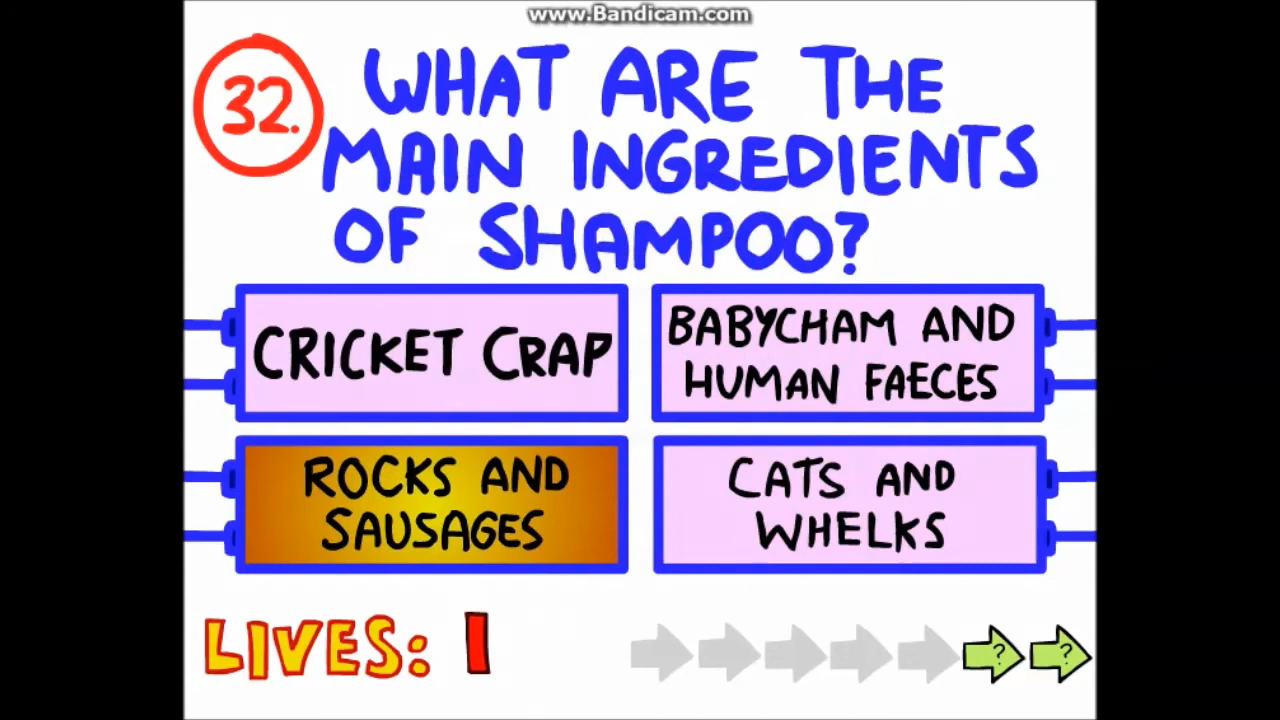 www.Bandicam.com
32. WHAT ARE THE
MAIN INGREDIENTS
OF SHAMPOO?
CRICKET CRAP
BABYCHAM AND
HUMAN FAECES
ROCKS AND
SAUSAGES
CATS AND
WHELKS
LIVES: 1
? ?